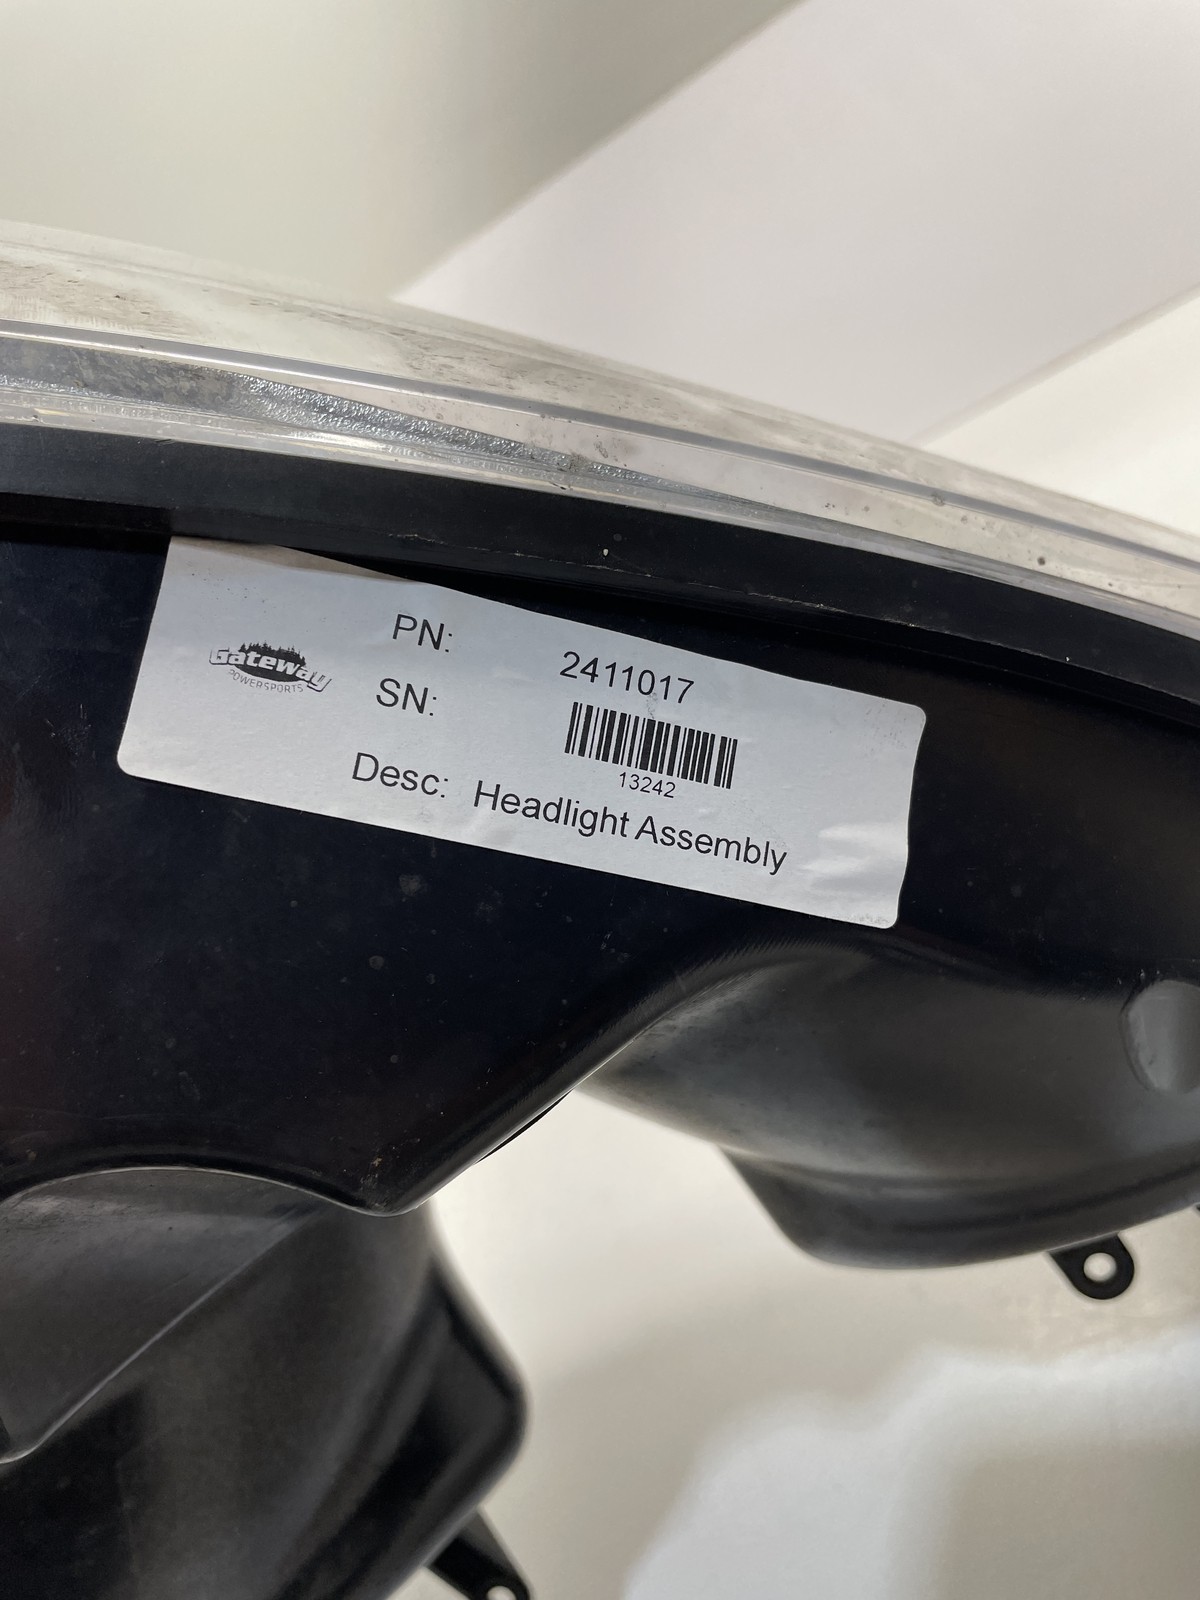 Gateway
POWERSPORTS
PN: 2411017
SN:
13242
Desc: Headlight Assembly